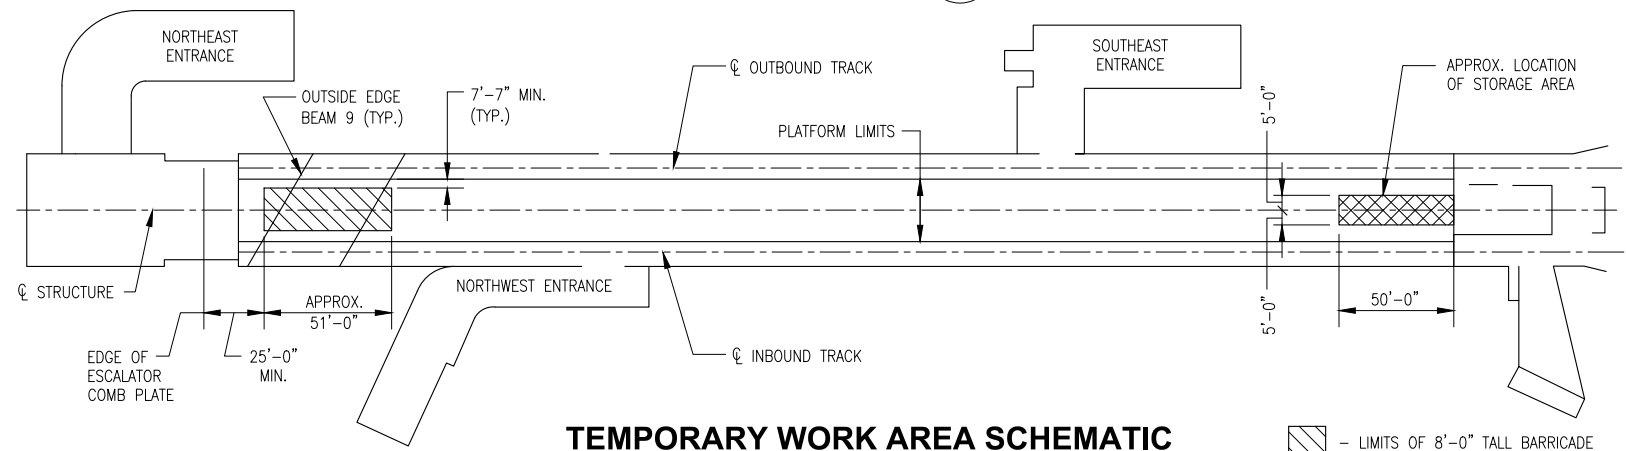 NORTHEAST
ENTRANCE
SOUTHEAST
ENTRANCE
℄ OUTBOUND TRACK
APPROX. LOCATION
OF STORAGE AREA
OUTSIDE EDGE
BEAM 9 (TYP.)
7'-7" MIN.
(TYP.)
PLATFORM LIMITS
5'-0"
5'-0"
℄ STRUCTURE
NORTHWEST ENTRANCE
APPROX.
51'-0"
50'-0"
EDGE OF
ESCALATOR
COMB PLATE
25'-0"
MIN.
℄ INBOUND TRACK
TEMPORARY WORK AREA SCHEMATIC
- LIMITS OF 8'-0" TALL BARRICADE